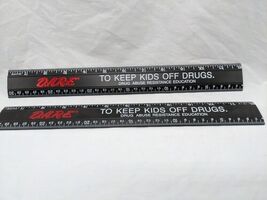 DARE TO KEEP KIDS OFF DRUGS.
DRUG ABUSE RESISTANCE EDUCATION
DARE TO KEEP KIDS OFF DRUGS.
DRUG ABUSE RESISTANCE EDUCATION